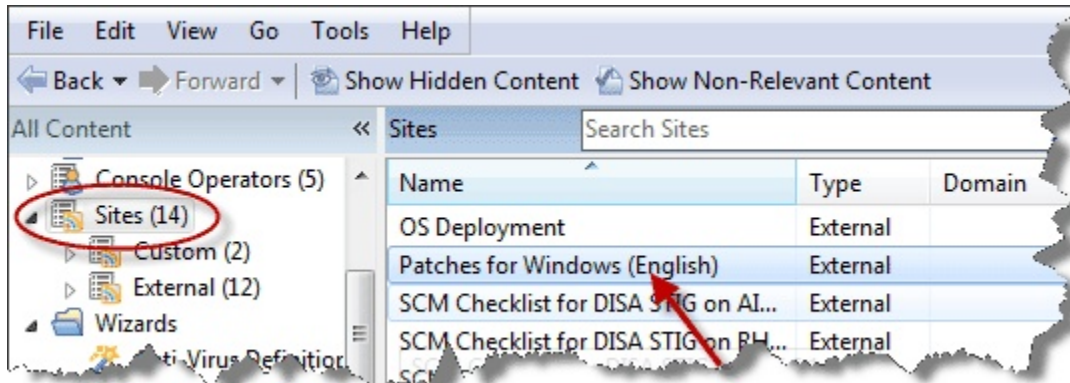 File Edit View Go Tools Help
Back Forward Show Hidden Content Show Non-Relevant Content
All Content « Sites Search Sites
Console Operators (5) Name Type Domain
Sites (14) OS Deployment External
Custom (2) Patches for Windows (English) External
External (12) SCM Checklist for DISA STIG on AI... External
Wizards SCM Checklist for DISA STIG on RH... External